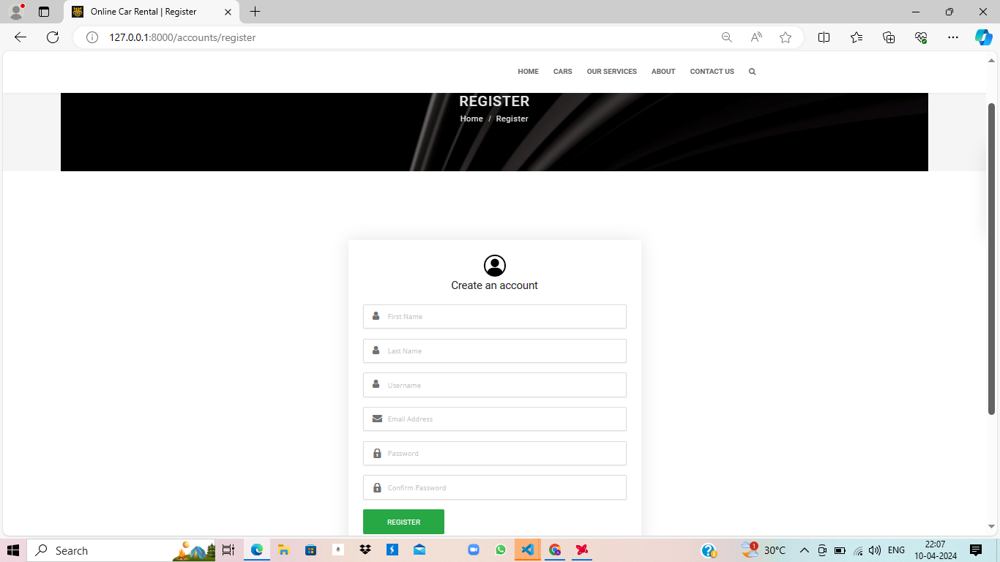 Online Car Rental | Register
127.0.0.1:8000/accounts/register
HOME CARS OUR SERVICES ABOUT CONTACT US
REGISTER
Home / Register
Create an account
First Name
Last Name
Username
Email Address
Password
Confirm Password
REGISTER
Search
a
1
30°C
ENG
22:07
10-04-2024